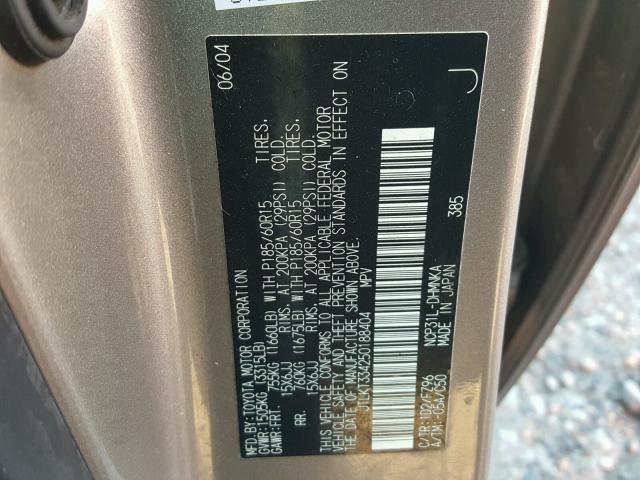 06/04
MFD.BY:TOYOTA MOTOR CORPORATION
GVWR:1505KG (3315LB)
GAWR:FRT. 755KG (1660LB) WITH P185/60R15 TIRES,
15X6JJ RIMS, AT 200KPA (29PSI) COLD.
RR. 760KG (1675LB) WITH P185/60R15 TIRES,
15X6JJ RIMS, AT 200KPA (29PSI) COLD.
THIS VEHICLE CONFORMS TO ALL APPLICABLE FEDERAL MOTOR
VEHICLE SAFETY AND THEFT PREVENTION STANDARDS IN EFFECT ON
THE DATE OF MANUFACTURE SHOWN ABOVE.
JTLKT334250188404 MPV
385
C/TR:1D2/FZ96 NCP31L-DHMNKA
A/TM:-05A/C50 MADE IN JAPAN
J